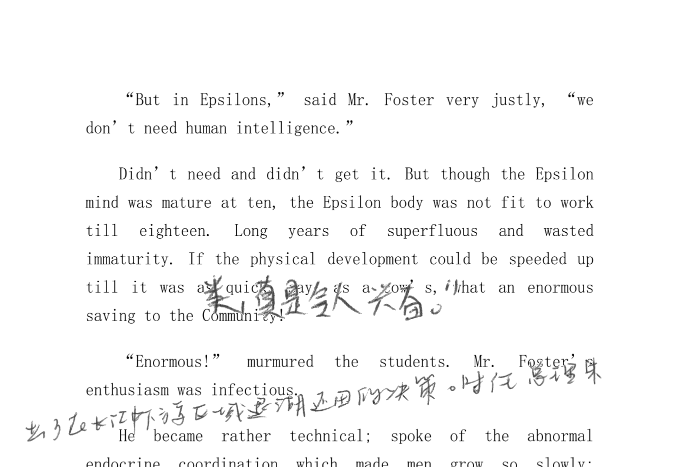 “But in Epsilons,” said Mr. Foster very justly, “we
don’t need human intelligence.”
Didn’t need and didn’t get it. But though the Epsilon
mind was mature at ten, the Epsilon body was not fit to work
till eighteen. Long years of superfluous and wasted
immaturity. If the physical development could be speeded up
till it was as quick, say, as a cow’s, what an enormous
是令人兴奋。
saving to the Community!
“Enormous!” murmured the students. Mr. Foster’s
enthusiasm was infectious.
在长江中下游区域退湖还田的决策。时任总理朱
He became rather technical; spoke of the abnormal
endocrine coordination which made men grow so slowly;